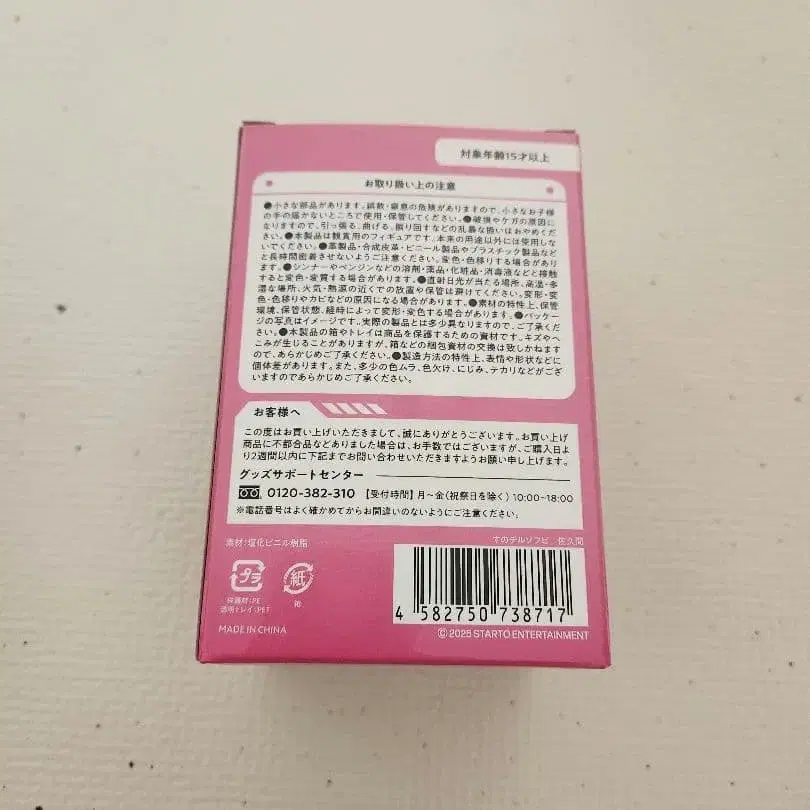 対象年齢15才以上
お取り扱い上の注意
●小さな部品があります。誤飲・窒息の危険がありますので、小さなお子様
の手の届かないところで使用・保管してください。●破損やケガの原因に
なりますので、引っ張る、曲げる、振り回すなどの乱暴な扱いはおやめくだ
さい。●本製品は観賞用のフィギュアです。本来の用途以外には使用しな
いでください。●革製品・合成皮革・ビニール製品やプラスチック製品など
と長時間密着させないようご注意ください。変色・色移りする場合があり
ます。●シンナーやベンジンなどの溶剤・薬品・化粧品・消毒液などと接触
すると変色・変質する場合があります。●直射日光が当たる場所、高温・多
湿な場所、火気・熱源の近くでの放置や保管は避けてください。変形・変
色・色移りやカビなどの原因になる場合があります。●素材の特性上、保管
環境、保管状態、経時によって変形・変色する場合があります。●パッケー
ジの写真はイメージです。実際の製品とは多少異なりますので、ご了承くだ
さい。●本製品の箱やトレイは商品を保護するための資材です。キズやへ
こみが生じることがありますが、箱などの梱包資材の交換は致しかねます
ので、あらかじめご了承ください。●製造方法の特性上、表情や形状などに
個体差があります。また、多少の色ムラ、色欠け、にじみ、テカリなどがござ
いますのであらかじめご了承ください。
お客様へ
この度はお買い上げいただきまして、誠にありがとうございます。お買い上げ
商品に不都合品などありました場合は、お手数ではございますが、ご購入日よ
り2週間以内に下記までお問い合わせいただきますようお願い申し上げます。
グッズサポートセンター
0120-382-310 【受付時間】月〜金(祝祭日を除く) 10:00~18:00
※電話番号はよく確かめてからお間違いのないようにご注意ください。
素材:塩化ビニル樹脂
すのチルソフビ 佐久間
プラ
紙
保護材:PE
透明トレイ:PET
箱
4 582750 738717
MADE IN CHINA
© 2025 STARTO ENTERTAINMENT